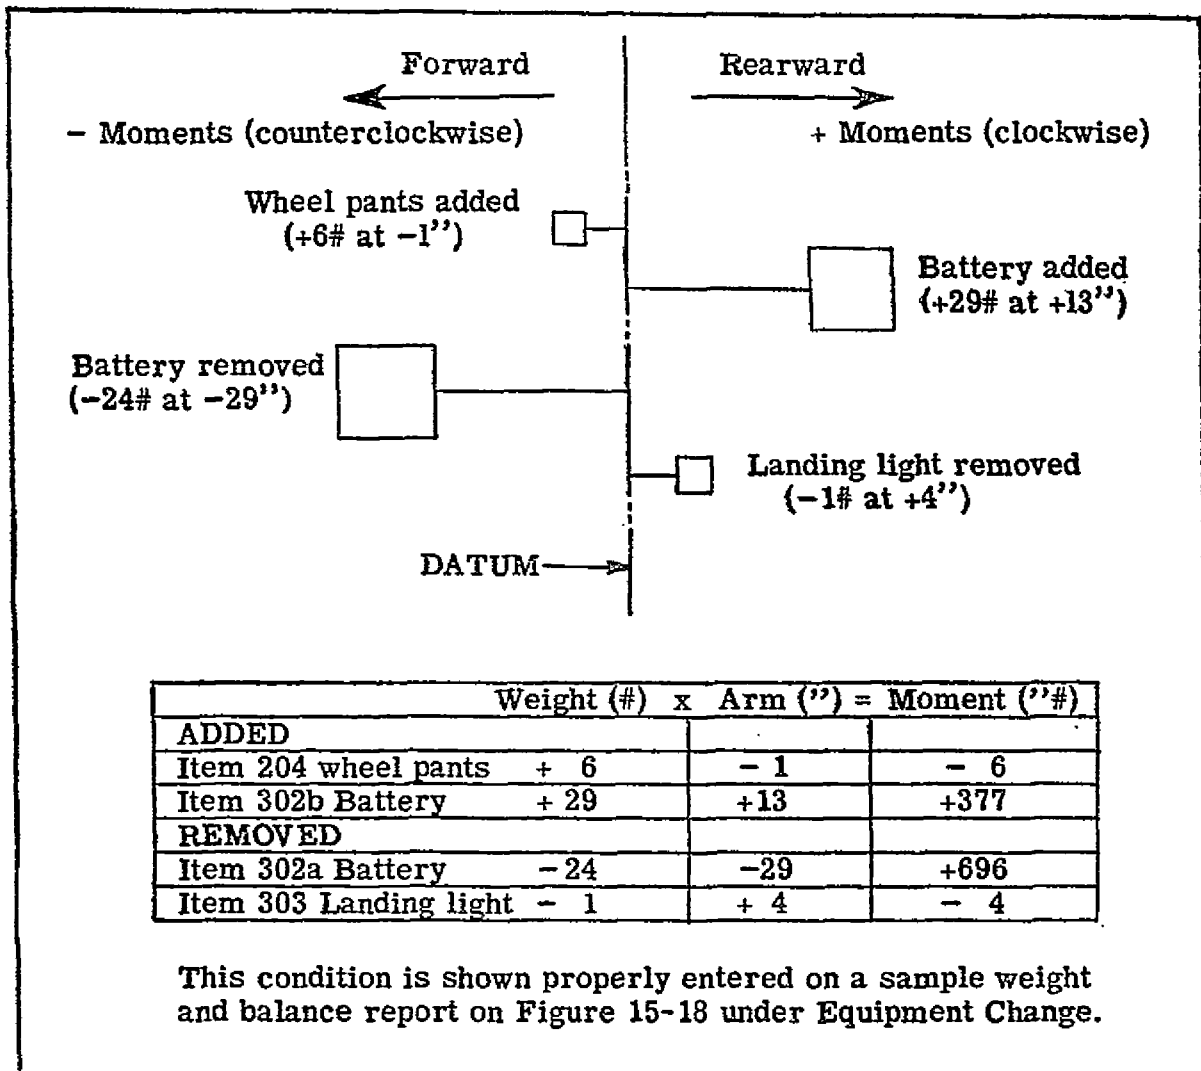 Forward
Rearward
− Moments (counterclockwise)
+ Moments (clockwise)
Wheel pants added
(+6# at −1”)
Battery added
(+29# at +13”)
Battery removed
(−24# at −29”)
Landing light removed
(−1# at +4”)
DATUM
Weight (#) x Arm (”) = Moment (”#)
ADDED
Item 204 wheel pants + 6 − 1 − 6
Item 302b Battery + 29 +13 +377
REMOVED
Item 302a Battery −24 −29 +696
Item 303 Landing light − 1 + 4 − 4
This condition is shown properly entered on a sample weight
and balance report on Figure 15-18 under Equipment Change.